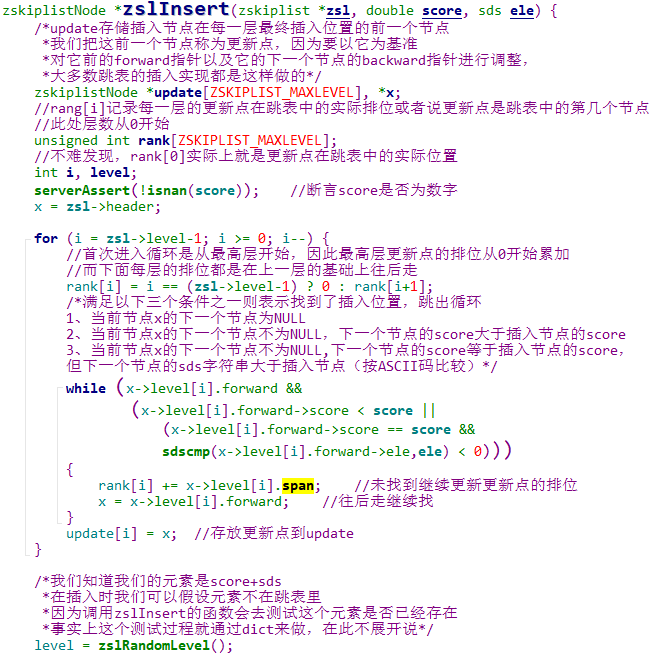 zskiplistNode *zslInsert(zskiplist *zsl, double score, sds ele) {
/*update存储插入节点在每一层最终插入位置的前一个节点
*我们把这前一个节点称为更新点，因为要以它为基准
*对它前的forward指针以及它的下一个节点的backward指针进行调整，
*大多数跳表的插入实现都是这样做的*/
zskiplistNode *update[ZSKIPLIST_MAXLEVEL], *x;
//rang[i]记录每一层的更新点在跳表中的实际排位或者说更新点是跳表中的第几个节点
//此处层数从0开始
unsigned int rank[ZSKIPLIST_MAXLEVEL];
//不难发现，rank[0]实际上就是更新点在跳表中的实际位置
int i, level;
serverAssert(!isnan(score)); //断言score是否为数字
x = zsl->header;
for (i = zsl->level-1; i >= 0; i--) {
//首次进入循环是从最高层开始，因此最高层更新点的排位从0开始累加
//而下面每层的排位都是在上一层的基础上往后走
rank[i] = i == (zsl->level-1) ? 0 : rank[i+1];
/*满足以下三个条件之一则表示找到了插入位置，跳出循环
1、当前节点x的下一个节点为NULL
2、当前节点x的下一个节点不为NULL，下一个节点的score大于插入节点的score
3、当前节点x的下一个节点不为NULL,下一个节点的score等于插入节点的score，
但下一个节点的sds字符串大于插入节点（按ASCII码比较）*/
while (x->level[i].forward &&
(x->level[i].forward->score < score ||
(x->level[i].forward->score == score &&
sdscmp(x->level[i].forward->ele,ele) < 0)))
{
rank[i] += x->level[i].span; //未找到继续更新更新点的排位
x = x->level[i].forward; //往后走继续找
}
update[i] = x; //存放更新点到update
}
/*我们知道我们的元素是score+sds
*在插入时我们可以假设元素不在跳表里
*因为调用zslInsert的函数会去测试这个元素是否已经存在
*事实上这个测试过程就通过dict来做，在此不展开说*/
level = zslRandomLevel();